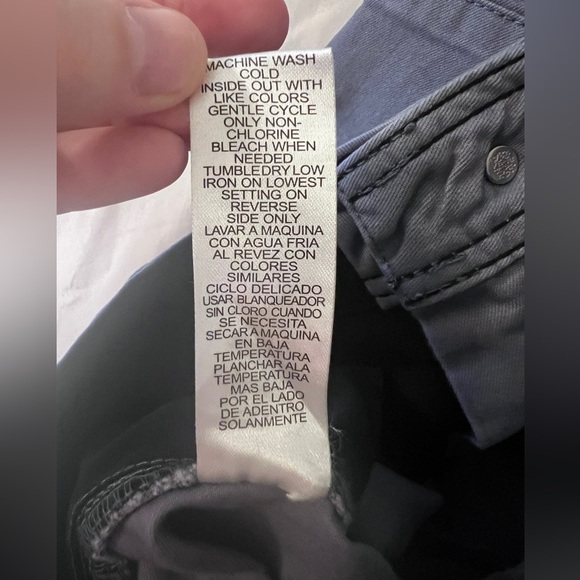 MACHINE WASH
COLD
INSIDE OUT WITH
LIKE COLORS
GENTLE CYCLE
ONLY NON-
CHLORINE
BLEACH WHEN
NEEDED
TUMBLEDRY LOW
IRON ON LOWEST
SETTING ON
REVERSE
SIDE ONLY
LAVAR A MAQUINA
CON AGUA FRIA
AL REVEZ CON
COLORES
SIMILARES
CICLO DELICADO
USAR BLANQUEADOR
SIN CLORO CUANDO
SE NECESITA
SECAR A MAQUINA
EN BAJA
TEMPERATURA
PLANCHAR ALA
TEMPERATURA
MAS BAJA
POR EL LADO
DE ADENTRO
SOLANMENTE